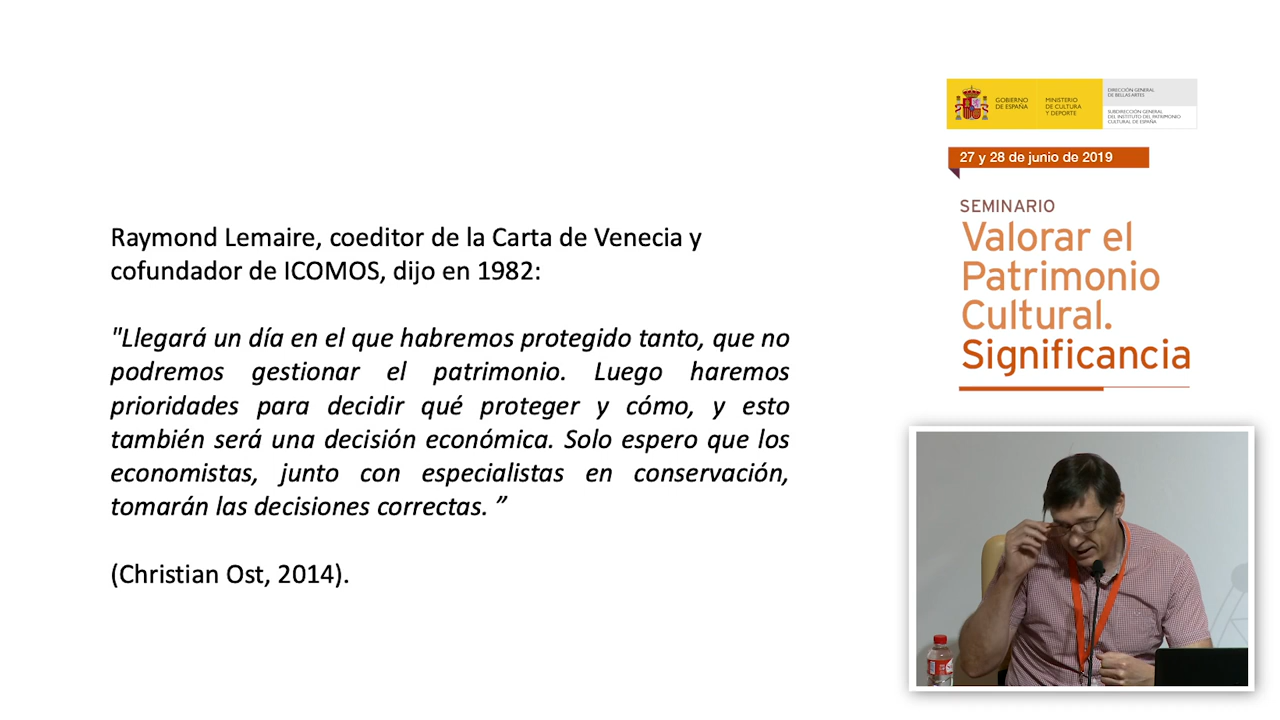 Raymond Lemaire, coeditor de la Carta de Venecia y
cofundador de ICOMOS, dijo en 1982:
"Llegará un día en el que habremos protegido tanto, que no
podremos gestionar el patrimonio. Luego haremos
prioridades para decidir qué proteger y cómo, y esto
también será una decisión económica. Solo espero que los
economistas, junto con especialistas en conservación,
tomarán las decisiones correctas. ”
(Christian Ost, 2014).
GOBIERNO
DE ESPAÑA
MINISTERIO
DE CULTURA
Y DEPORTE
DIRECCIÓN GENERAL
DE BELLAS ARTES
SUBDIRECCIÓN GENERAL
DEL INSTITUTO DEL PATRIMONIO
CULTURAL DE ESPAÑA
27 y 28 de junio de 2019
SEMINARIO
Valorar el
Patrimonio
Cultural.
Significancia